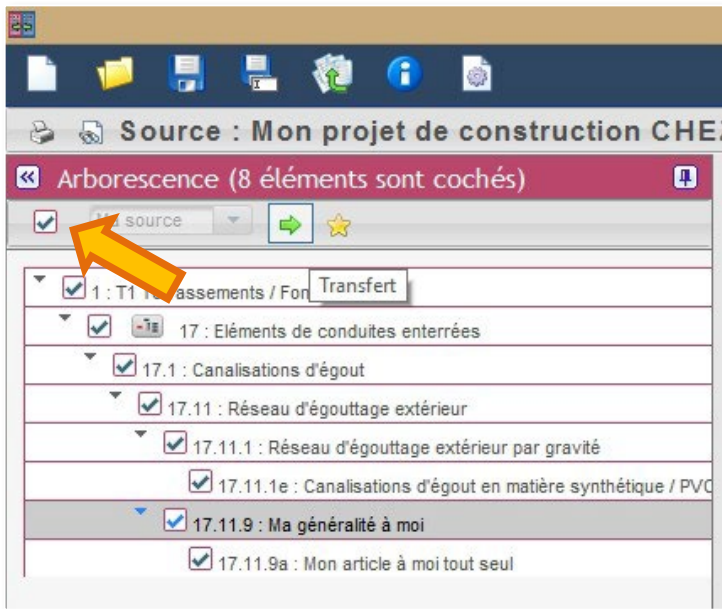 Source : Mon projet de construction CHE
Arborescence (8 éléments sont cochés)
source
Transfert
1 : T1 assements / Fon
17 : Eléments de conduites enterrées
17.1 : Canalisations d'égout
17.11 : Réseau d'égouttage extérieur
17.11.1 : Réseau d'égouttage extérieur par gravité
17.11.1e : Canalisations d'égout en matière synthétique / PVC
17.11.9 : Ma généralité à moi
17.11.9a : Mon article à moi tout seul